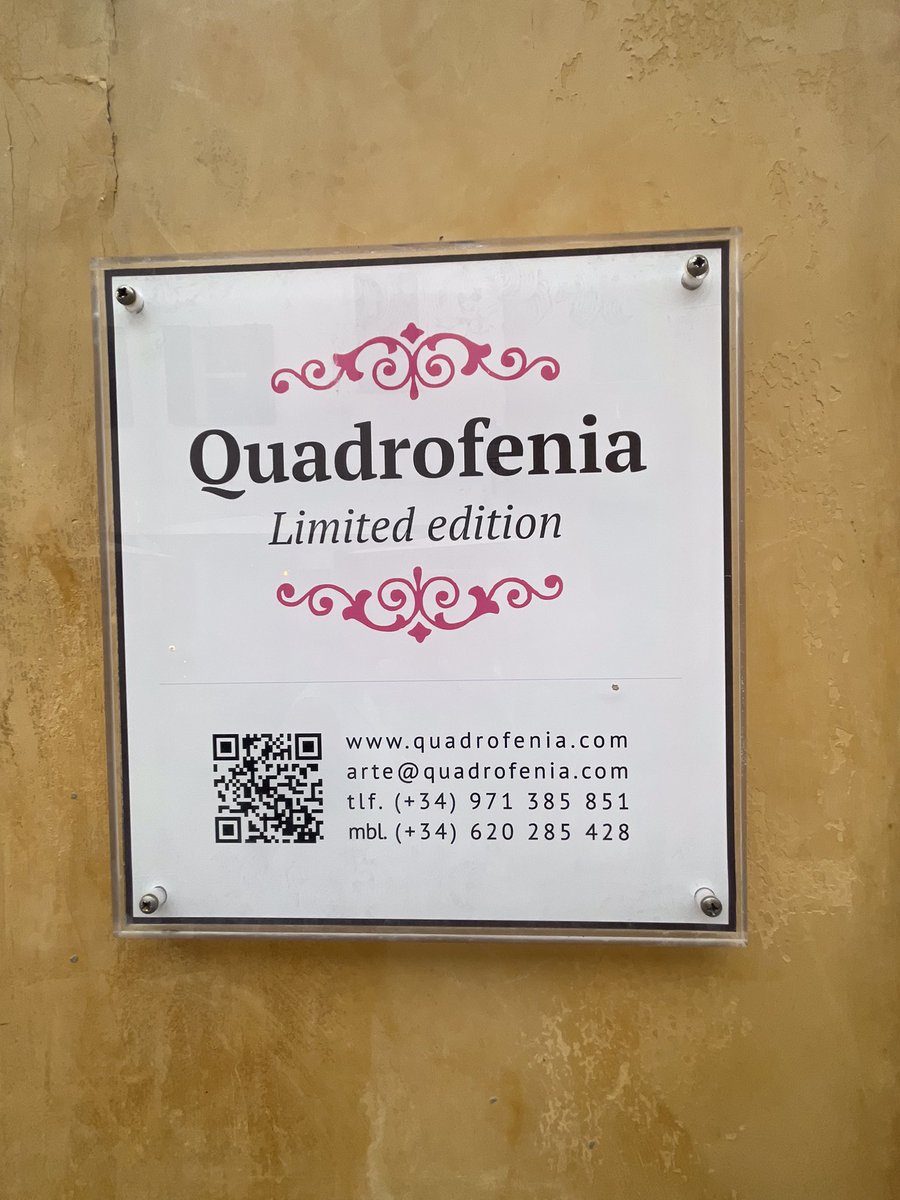 Quadrofenia
Limited edition
www.quadrofenia.com
arte@quadrofenia.com
tlf. (+34) 971 385 851
mbl. (+34) 620 285 428